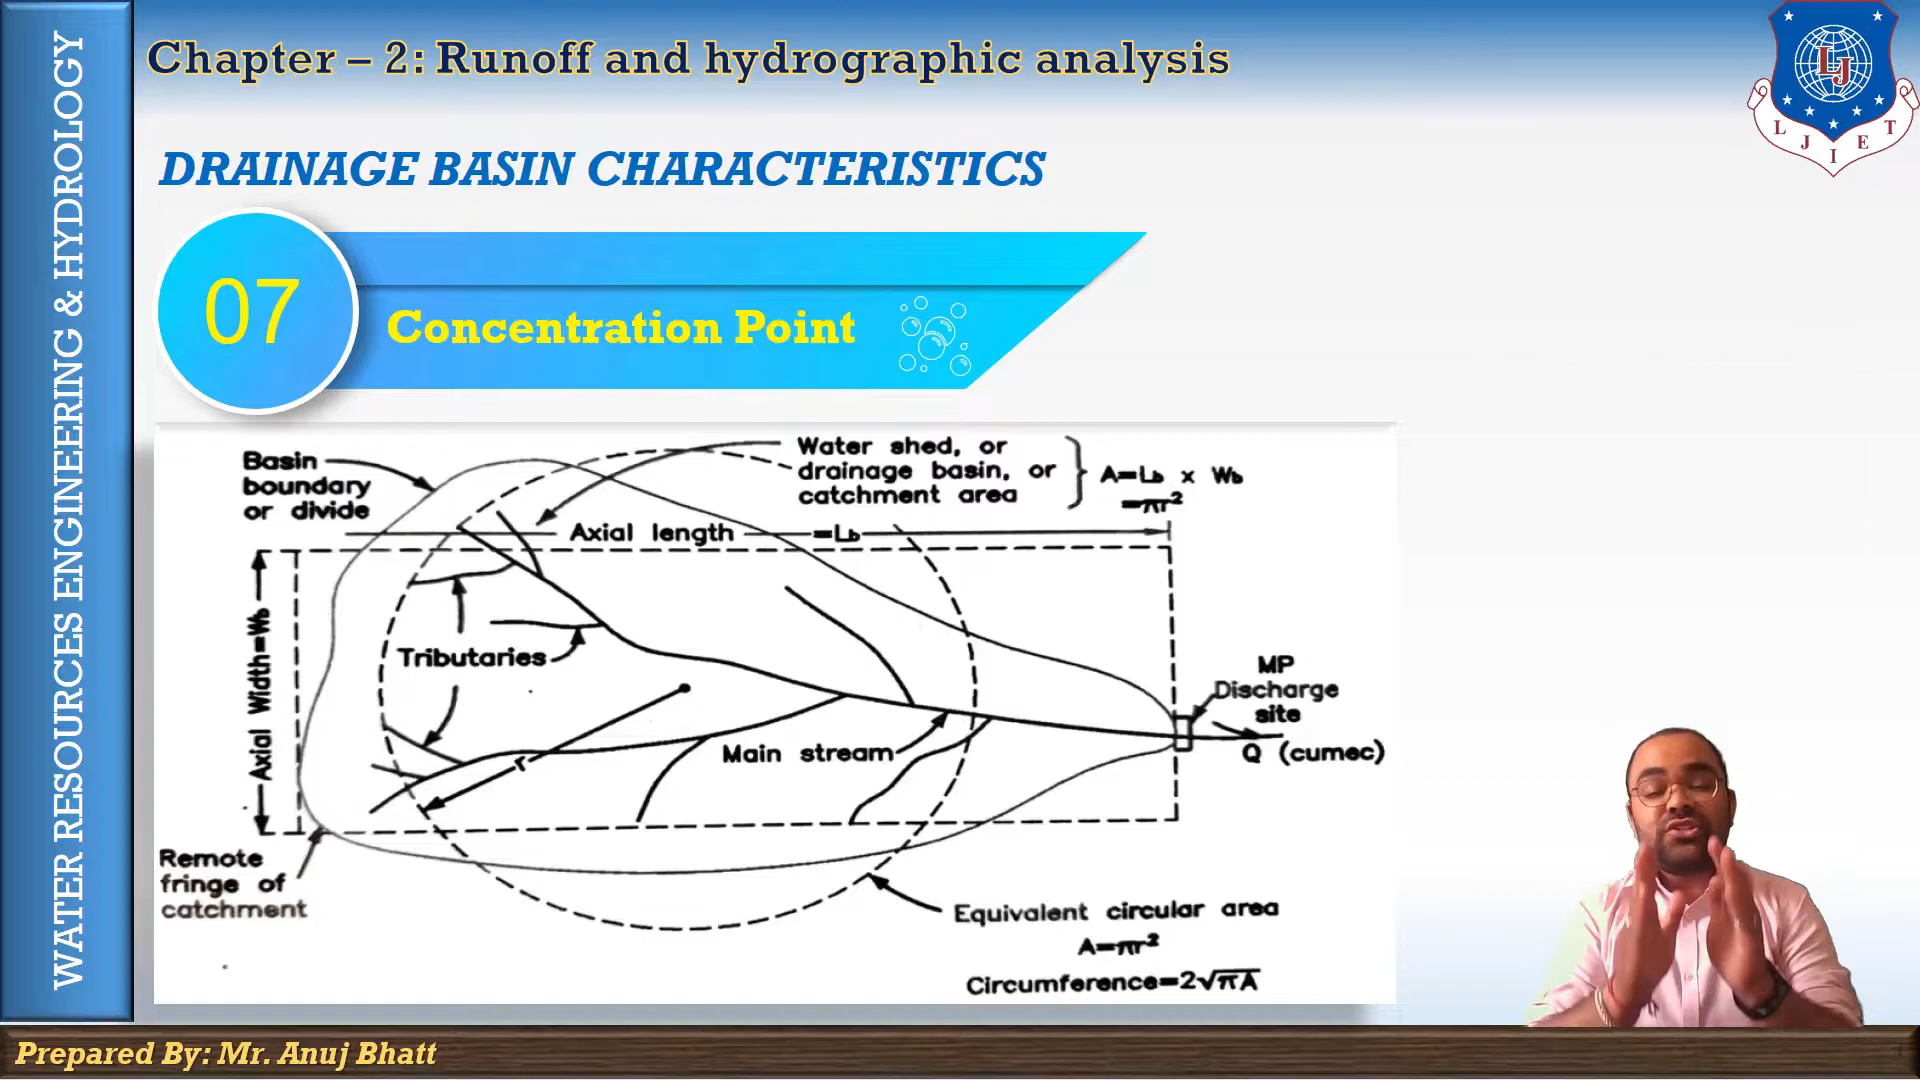 WATER RESOURCES ENGINEERING & HYDROLOGY
Chapter – 2: Runoff and hydrographic analysis
LJ
L J I E T
DRAINAGE BASIN CHARACTERISTICS
07
Concentration Point
Basin
boundary
or divide
Water shed, or
drainage basin, or
catchment area
A=Lb x Wb
=πr²
Axial length =Lb
Axial Width=Wb
Tributaries
r
Main stream
MP
Discharge
site
Q (cumec)
Remote
fringe of
catchment
Equivalent circular area
A=πr²
Circumference=2√πA
Prepared By: Mr. Anuj Bhatt